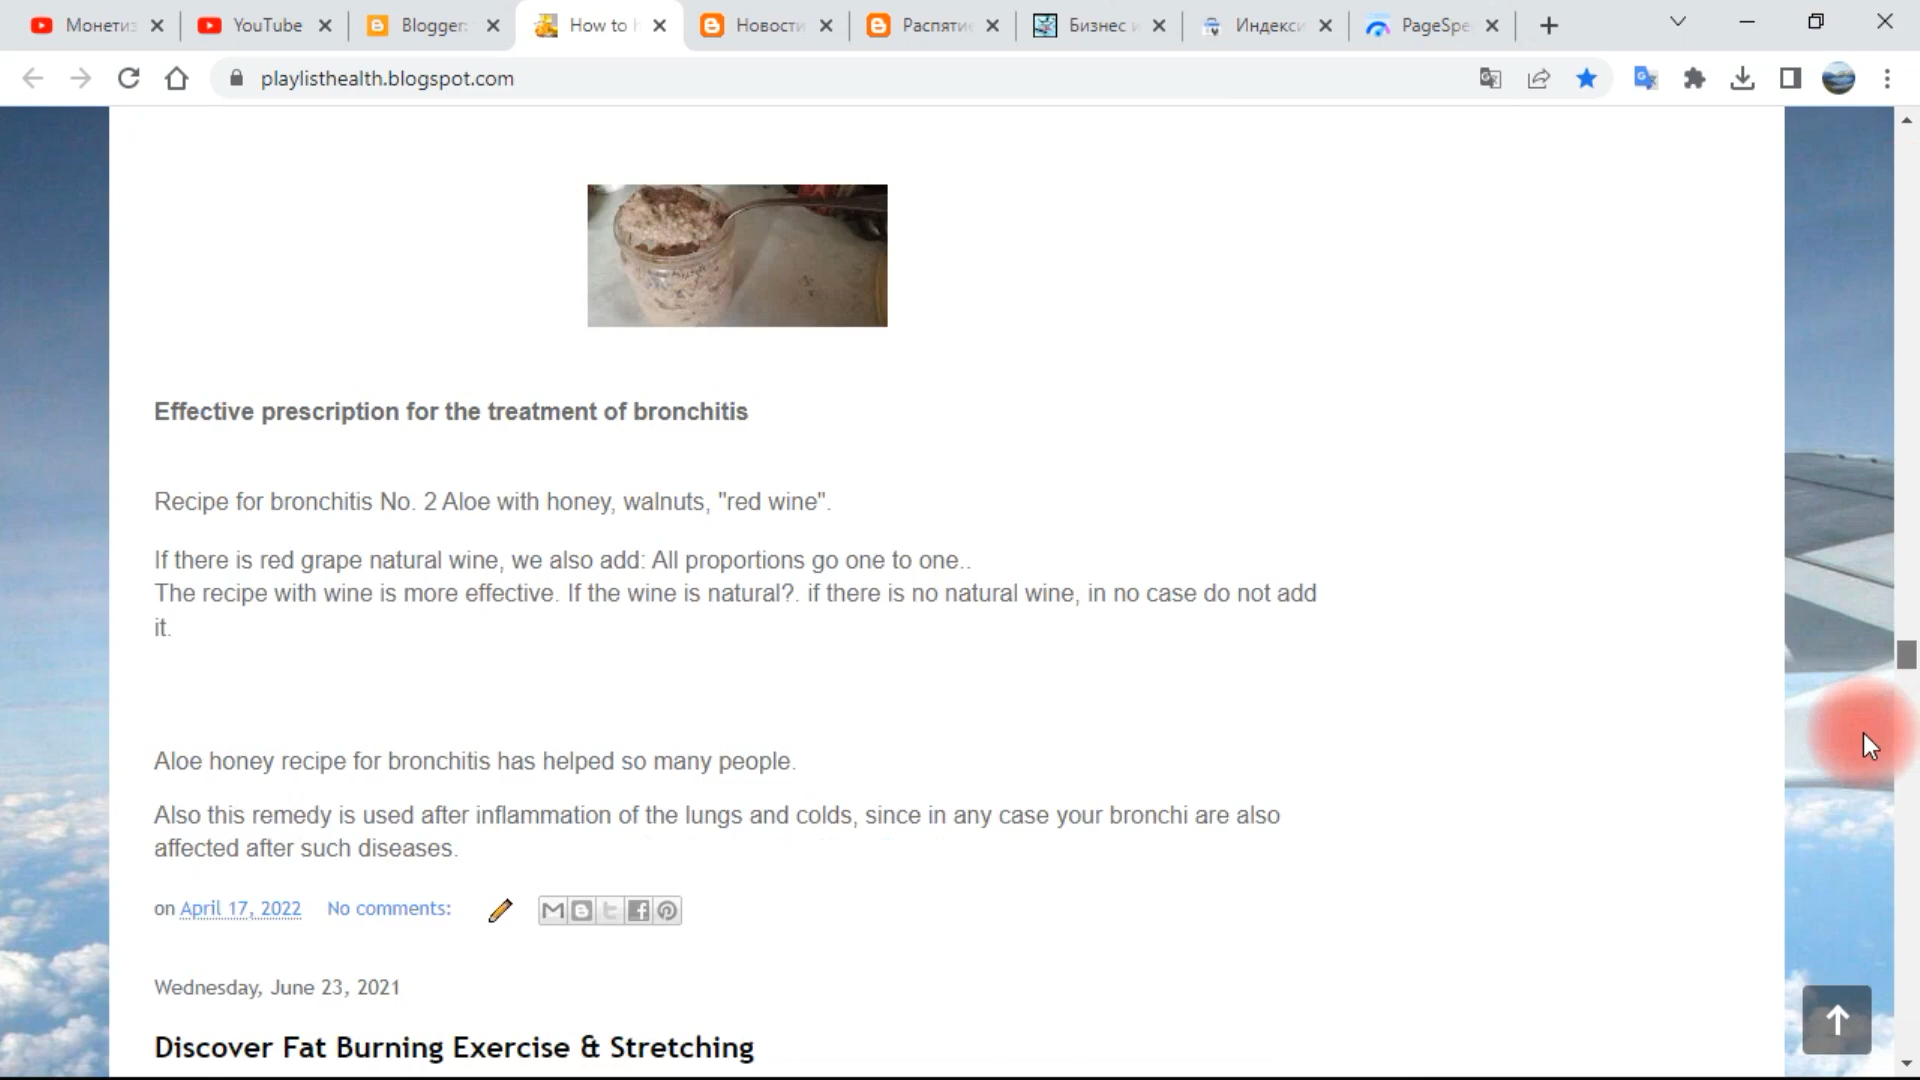 Монетиз
YouTube
Blogger:
How to h
Новости
Распятие
Бизнес и
Индекси
PageSpe
playlisthealth.blogspot.com
Effective prescription for the treatment of bronchitis
Recipe for bronchitis No. 2 Aloe with honey, walnuts, "red wine".
If there is red grape natural wine, we also add: All proportions go one to one..
The recipe with wine is more effective. If the wine is natural?. if there is no natural wine, in no case do not add
it.
Aloe honey recipe for bronchitis has helped so many people.
Also this remedy is used after inflammation of the lungs and colds, since in any case your bronchi are also
affected after such diseases.
on April 17, 2022 No comments:
Wednesday, June 23, 2021
Discover Fat Burning Exercise & Stretching